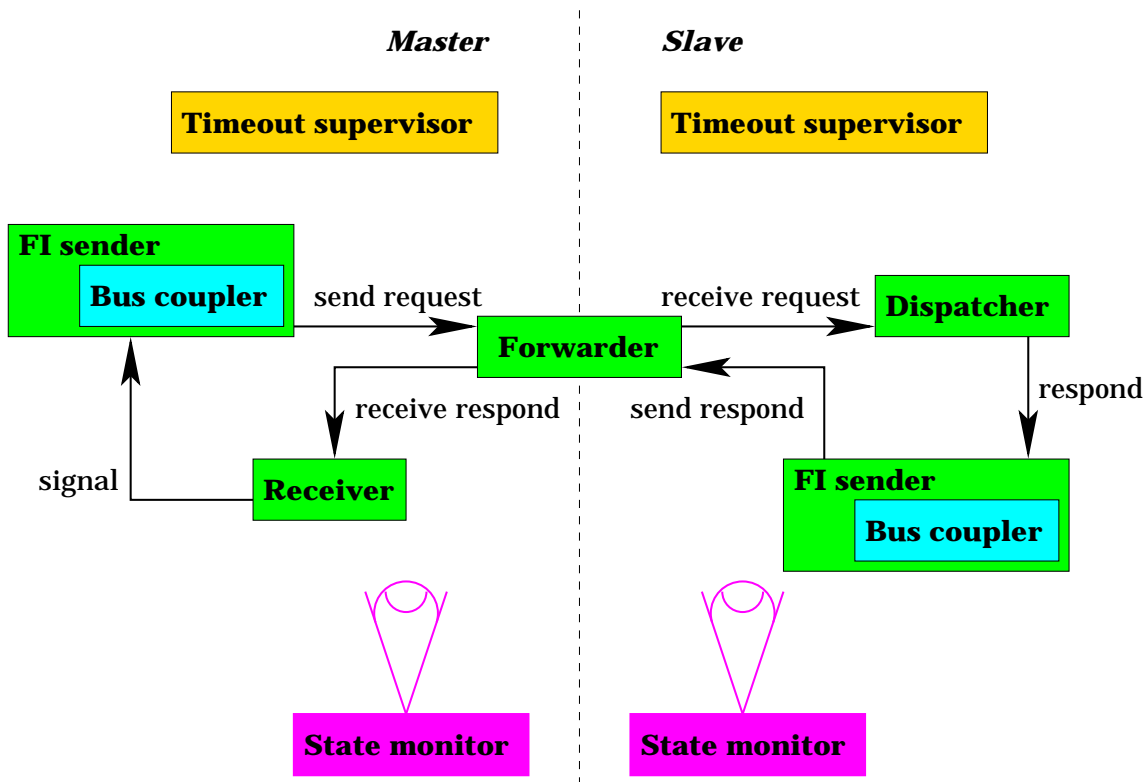 Master
Slave
Timeout supervisor
Timeout supervisor
FI sender
Bus coupler
send request
receive request
Dispatcher
Forwarder
receive respond
send respond
respond
signal
Receiver
FI sender
Bus coupler
State monitor
State monitor